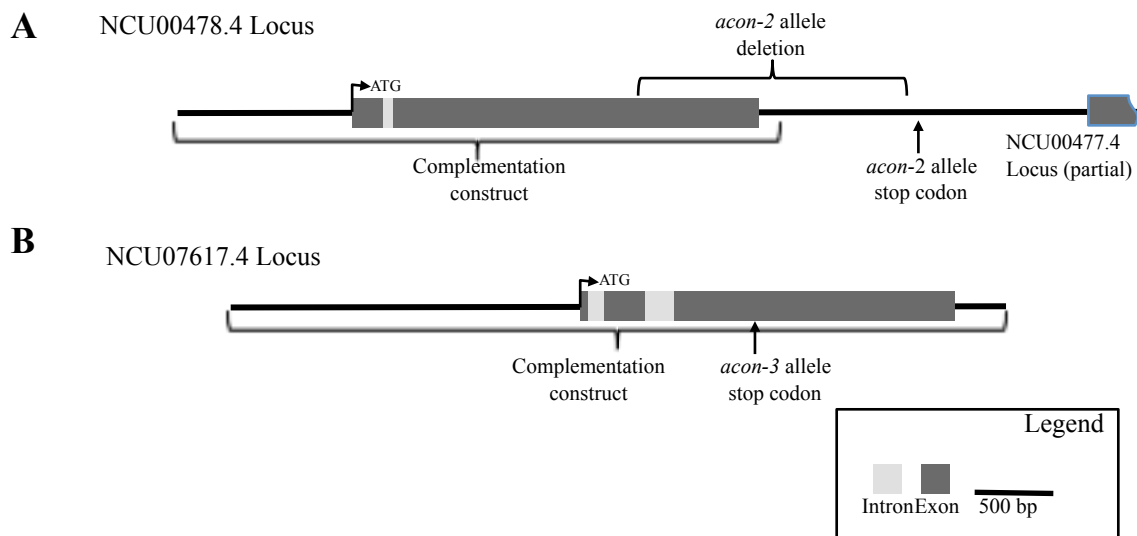 A
NCU00478.4 Locus
acon-2 allele
deletion
ATG
Complementation
construct
acon-2 allele
stop codon
NCU00477.4
Locus (partial)
B
NCU07617.4 Locus
ATG
Complementation
construct
acon-3 allele
stop codon
Legend
Intron Exon 500 bp